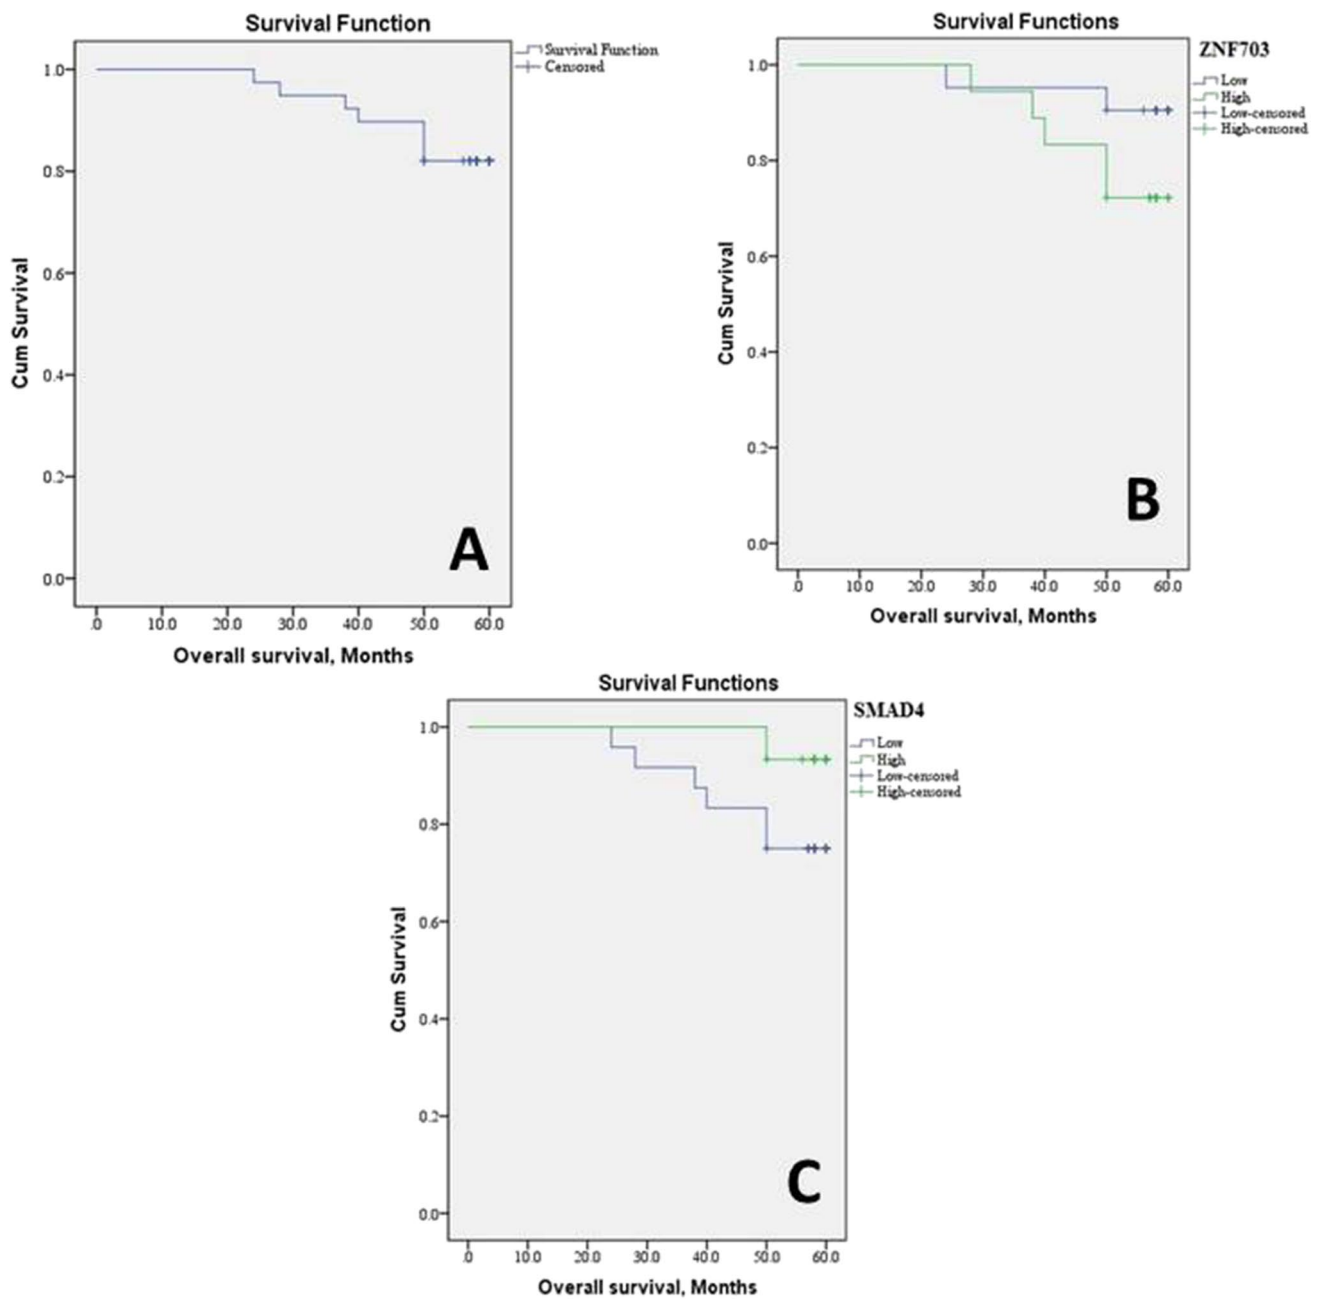 Survival Function
Survival Function
Censored
1.0
0.8
0.6
0.4
0.2
0.0
Cum Survival
A
.0 10.0 20.0 30.0 40.0 50.0 60.0
Overall survival, Months
Survival Functions
ZNF703
Low
High
Low-censored
High-censored
1.0
0.8
0.6
0.4
0.2
0.0
Cum Survival
B
.0 10.0 20.0 30.0 40.0 50.0 60.0
Overall survival, Months
Survival Functions
SMAD4
Low
High
Low-censored
High-censored
1.0
0.8
0.6
0.4
0.2
0.0
Cum Survival
C
.0 10.0 20.0 30.0 40.0 50.0 60.0
Overall survival, Months